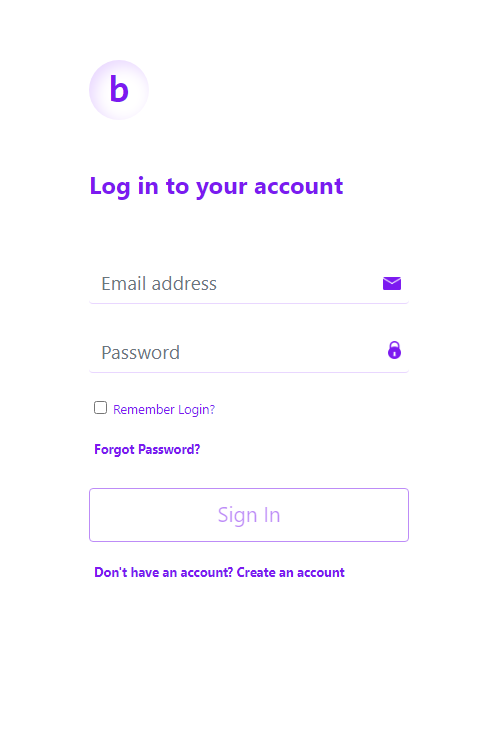 b
Log in to your account
Email address
Password
Remember Login?
Forgot Password?
Sign In
Don't have an account? Create an account